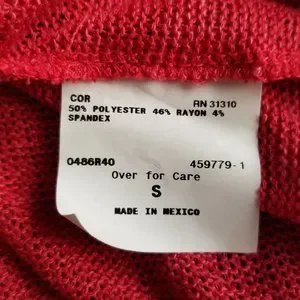 COR RN 31310
50% POLYESTER 46% RAYON 4%
SPANDEX
0486R40 459779-1
Over for Care
S
MADE IN MEXICO